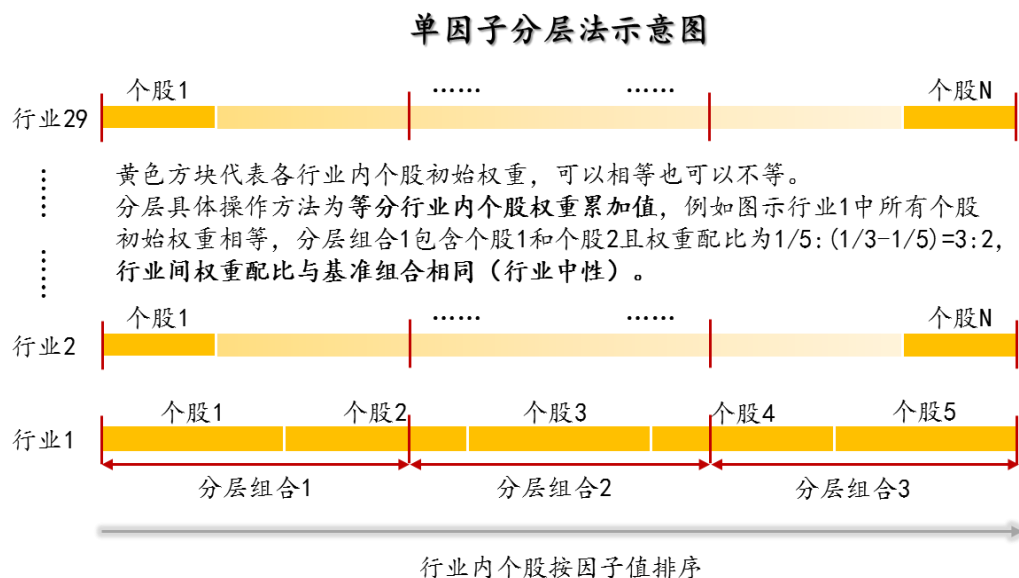 单因子分层法示意图
个股1 …… …… 个股N
行业29
黄色方块代表各行业内个股初始权重，可以相等也可以不等。
分层具体操作方法为等分行业内个股权重累加值，例如图示行业1中所有个股
初始权重相等，分层组合1包含个股1和个股2且权重配比为1/5:(1/3-1/5)=3:2，
行业间权重配比与基准组合相同（行业中性）。
……
……
个股1 …… …… 个股N
行业2
个股1 个股2 个股3 个股4 个股5
行业1
分层组合1 分层组合2 分层组合3
行业内个股按因子值排序